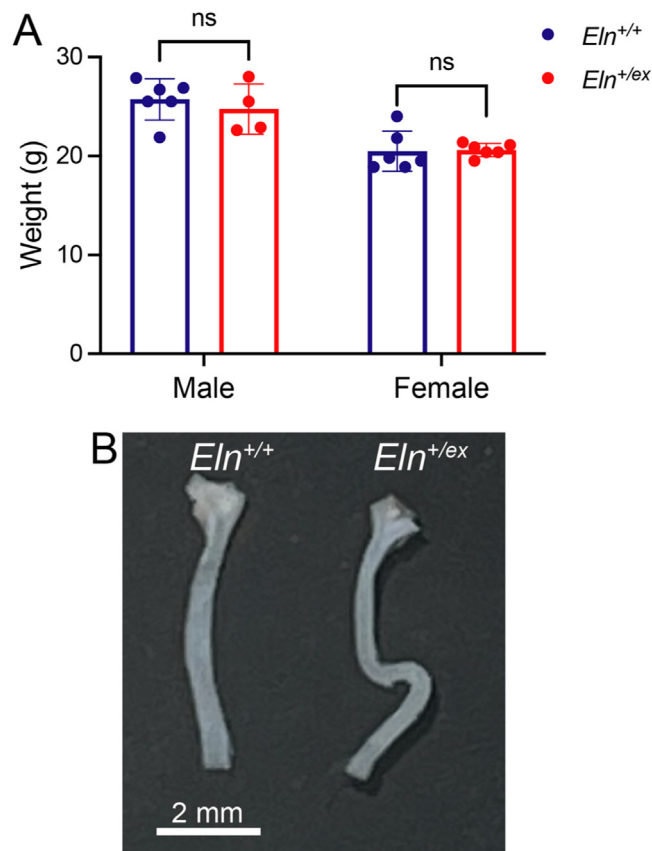 A
ns
ns
Eln+/+
Eln+/ex
30
20
10
0
Weight (g)
Male
Female
B
Eln+/+
Eln+/ex
2 mm